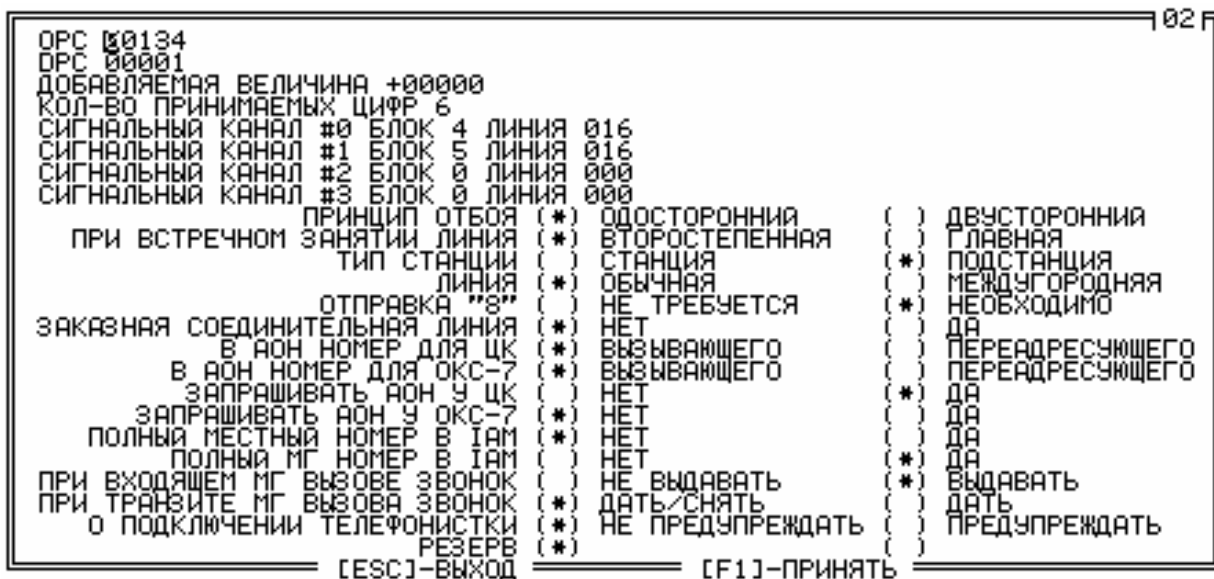 02
OPC 00134
DPC 00001
ДОБАВЛЯЕМАЯ ВЕЛИЧИНА +00000
КОЛ-ВО ПРИНИМАЕМЫХ ЦИФР 6
СИГНАЛЬНЫЙ КАНАЛ #0 БЛОК 4 ЛИНИЯ 016
СИГНАЛЬНЫЙ КАНАЛ #1 БЛОК 5 ЛИНИЯ 016
СИГНАЛЬНЫЙ КАНАЛ #2 БЛОК 0 ЛИНИЯ 000
СИГНАЛЬНЫЙ КАНАЛ #3 БЛОК 0 ЛИНИЯ 000
ПРИНЦИП ОТБОЯ (*) ОДОСТОРОННИЙ ( ) ДВУСТОРОННИЙ
ПРИ ВСТРЕЧНОМ ЗАНЯТИИ ЛИНИЯ (*) ВТОРОСТЕПЕННАЯ ( ) ГЛАВНАЯ
ТИП СТАНЦИИ ( ) СТАНЦИЯ (*) ПОДСТАНЦИЯ
ЛИНИЯ (*) ОБЫЧНАЯ ( ) МЕЖДУГОРОДНЯЯ
ОТПРАВКА "8" ( ) НЕ ТРЕБУЕТСЯ (*) НЕОБХОДИМО
ЗАКАЗНАЯ СОЕДИНИТЕЛЬНАЯ ЛИНИЯ (*) НЕТ ( ) ДА
В АОН НОМЕР ДЛЯ ЦК (*) ВЫЗЫВАЮЩЕГО ( ) ПЕРЕАДРЕСУЮЩЕГО
В АОН НОМЕР ДЛЯ ОКС-7 (*) ВЫЗЫВАЮЩЕГО ( ) ПЕРЕАДРЕСУЮЩЕГО
ЗАПРАШИВАТЬ АОН У ЦК ( ) НЕТ (*) ДА
ЗАПРАШИВАТЬ АОН У ОКС-7 (*) НЕТ ( ) ДА
ПОЛНЫЙ МЕСТНЫЙ НОМЕР В IAM (*) НЕТ ( ) ДА
ПОЛНЫЙ МГ НОМЕР В IAM ( ) НЕТ (*) ДА
ПРИ ВХОДЯЩЕМ МГ ВЫЗОВЕ ЗВОНОК ( ) НЕ ВЫДАВАТЬ (*) ВЫДАВАТЬ
ПРИ ТРАНЗИТЕ МГ ВЫЗОВА ЗВОНОК (*) ДАТЬ/СНЯТЬ ( ) ДАТЬ
О ПОДКЛЮЧЕНИИ ТЕЛЕФОНИСТКИ (*) НЕ ПРЕДУПРЕЖДАТЬ ( ) ПРЕДУПРЕЖДАТЬ
РЕЗЕРВ (*) ( )
[ESC]-ВЫХОД [F1]-ПРИНЯТЬ